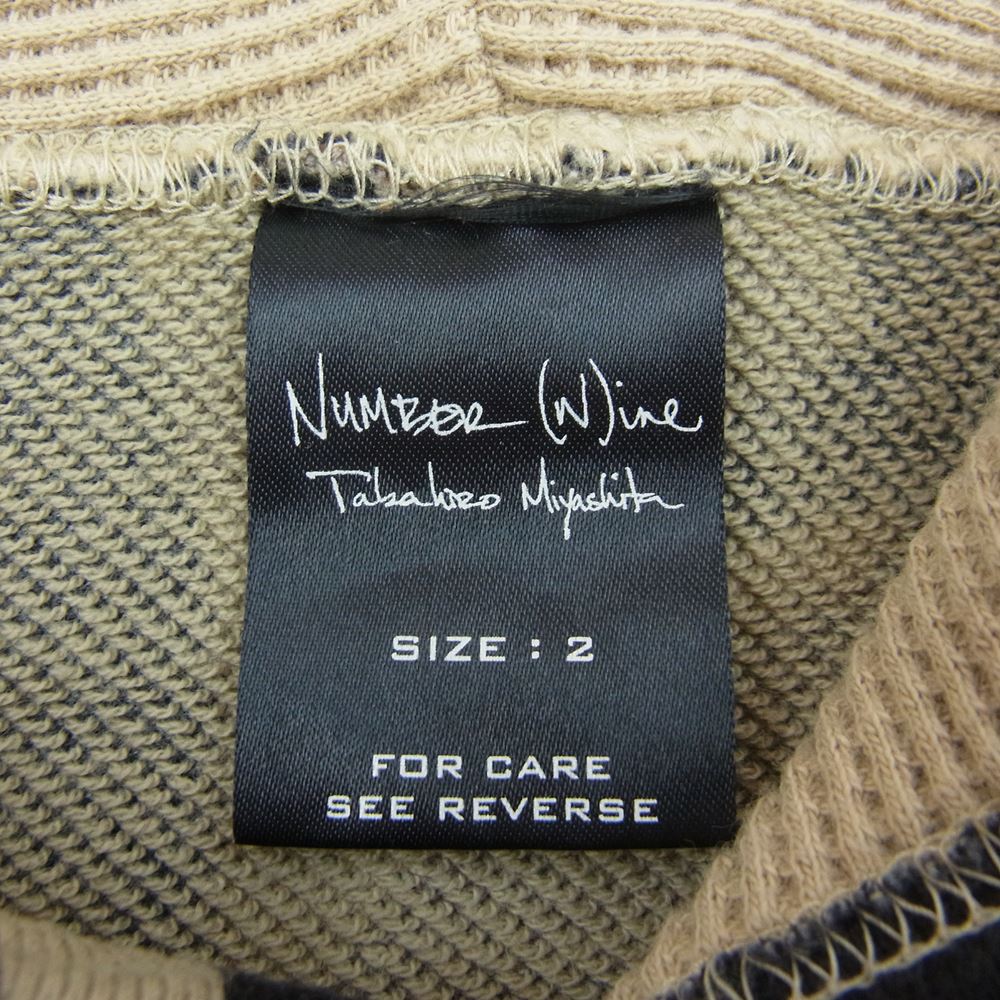 NUMBER (N)ine
Takahiro Miyashita
SIZE : 2
FOR CARE
SEE REVERSE